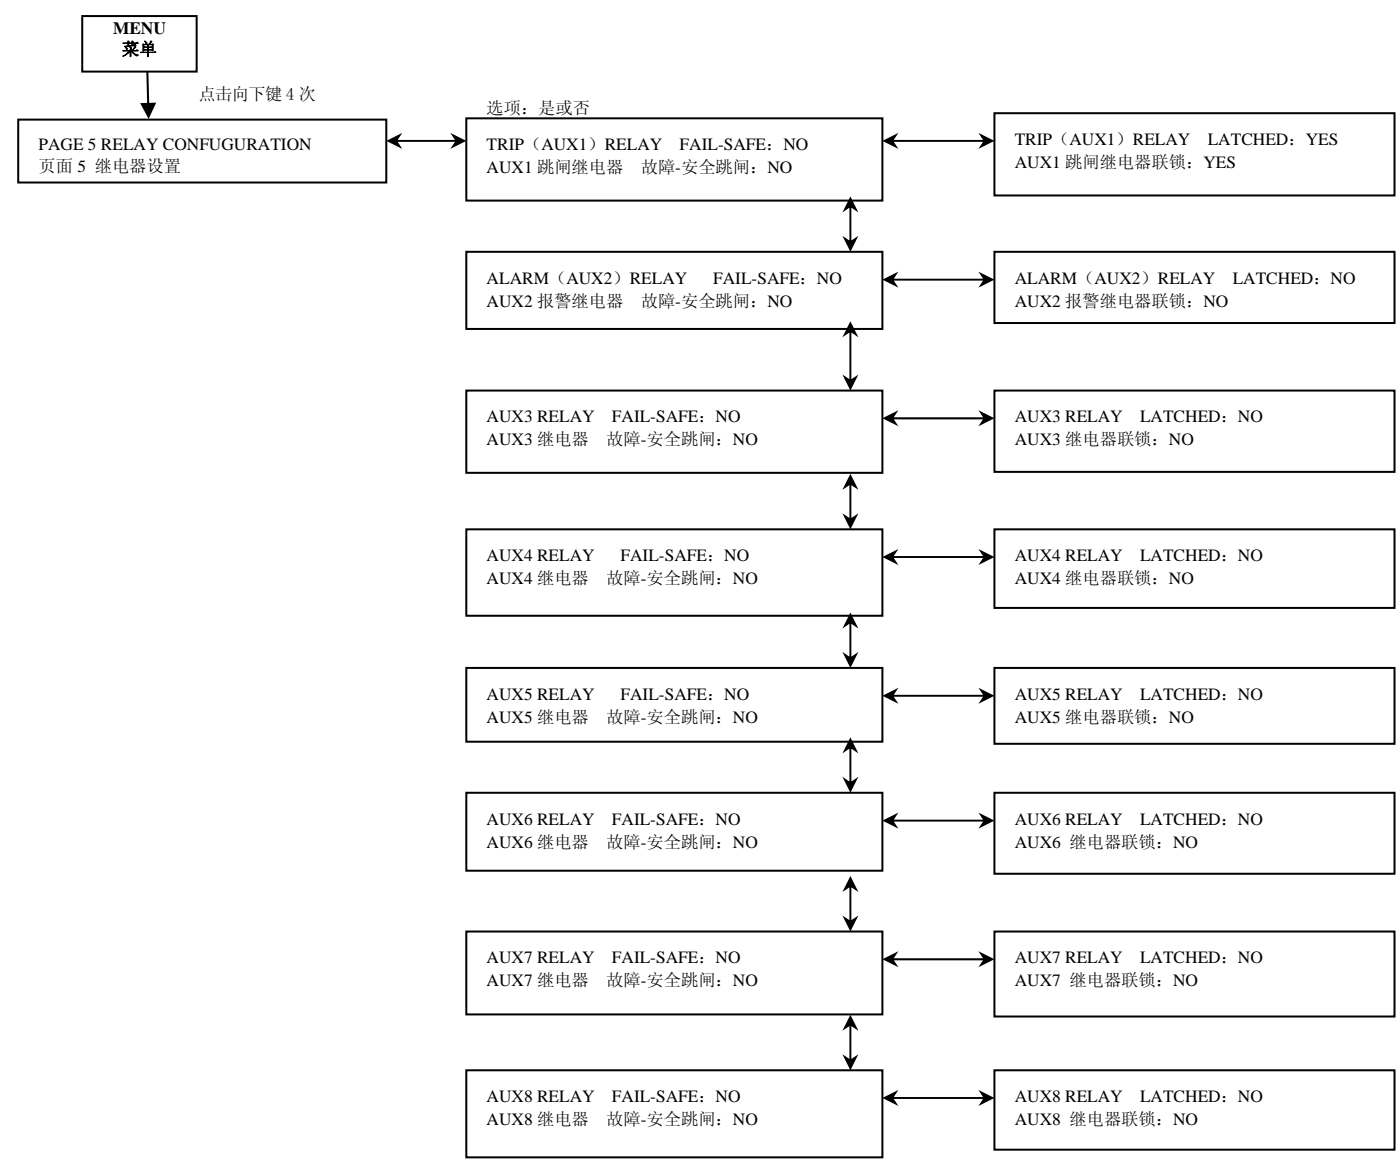 MENU
菜单
点击向下键 4 次
PAGE 5 RELAY CONFUGURATION
页面 5 继电器设置
选项：是或否
TRIP（AUX1）RELAY FAIL-SAFE：NO
AUX1 跳闸继电器 故障-安全跳闸：NO
TRIP（AUX1）RELAY LATCHED：YES
AUX1 跳闸继电器联锁：YES
ALARM（AUX2）RELAY FAIL-SAFE：NO
AUX2 报警继电器 故障-安全跳闸：NO
ALARM（AUX2）RELAY LATCHED：NO
AUX2 报警继电器联锁：NO
AUX3 RELAY FAIL-SAFE：NO
AUX3 继电器 故障-安全跳闸：NO
AUX3 RELAY LATCHED：NO
AUX3 继电器联锁：NO
AUX4 RELAY FAIL-SAFE：NO
AUX4 继电器 故障-安全跳闸：NO
AUX4 RELAY LATCHED：NO
AUX4 继电器联锁：NO
AUX5 RELAY FAIL-SAFE：NO
AUX5 继电器 故障-安全跳闸：NO
AUX5 RELAY LATCHED：NO
AUX5 继电器联锁：NO
AUX6 RELAY FAIL-SAFE：NO
AUX6 继电器 故障-安全跳闸：NO
AUX6 RELAY LATCHED：NO
AUX6 继电器联锁：NO
AUX7 RELAY FAIL-SAFE：NO
AUX7 继电器 故障-安全跳闸：NO
AUX7 RELAY LATCHED：NO
AUX7 继电器联锁：NO
AUX8 RELAY FAIL-SAFE：NO
AUX8 继电器 故障-安全跳闸：NO
AUX8 RELAY LATCHED：NO
AUX8 继电器联锁：NO